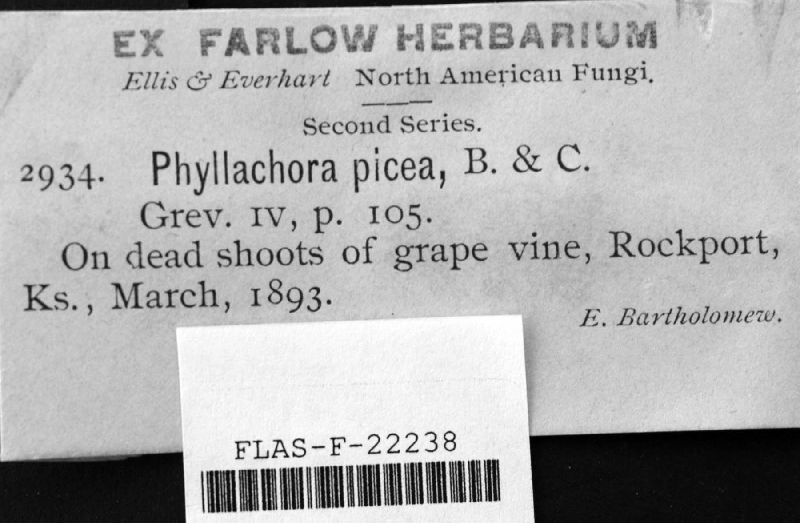 EX FARLOW HERBARIUM
Ellis & Everhart North American Fungi.
Second Series.
2934. Phyllachora picea, B. & C.
Grev. IV, p. 105.
On dead shoots of grape vine, Rockport,
Ks., March, 1893.
E. Bartholomew.
FLAS-F-22238